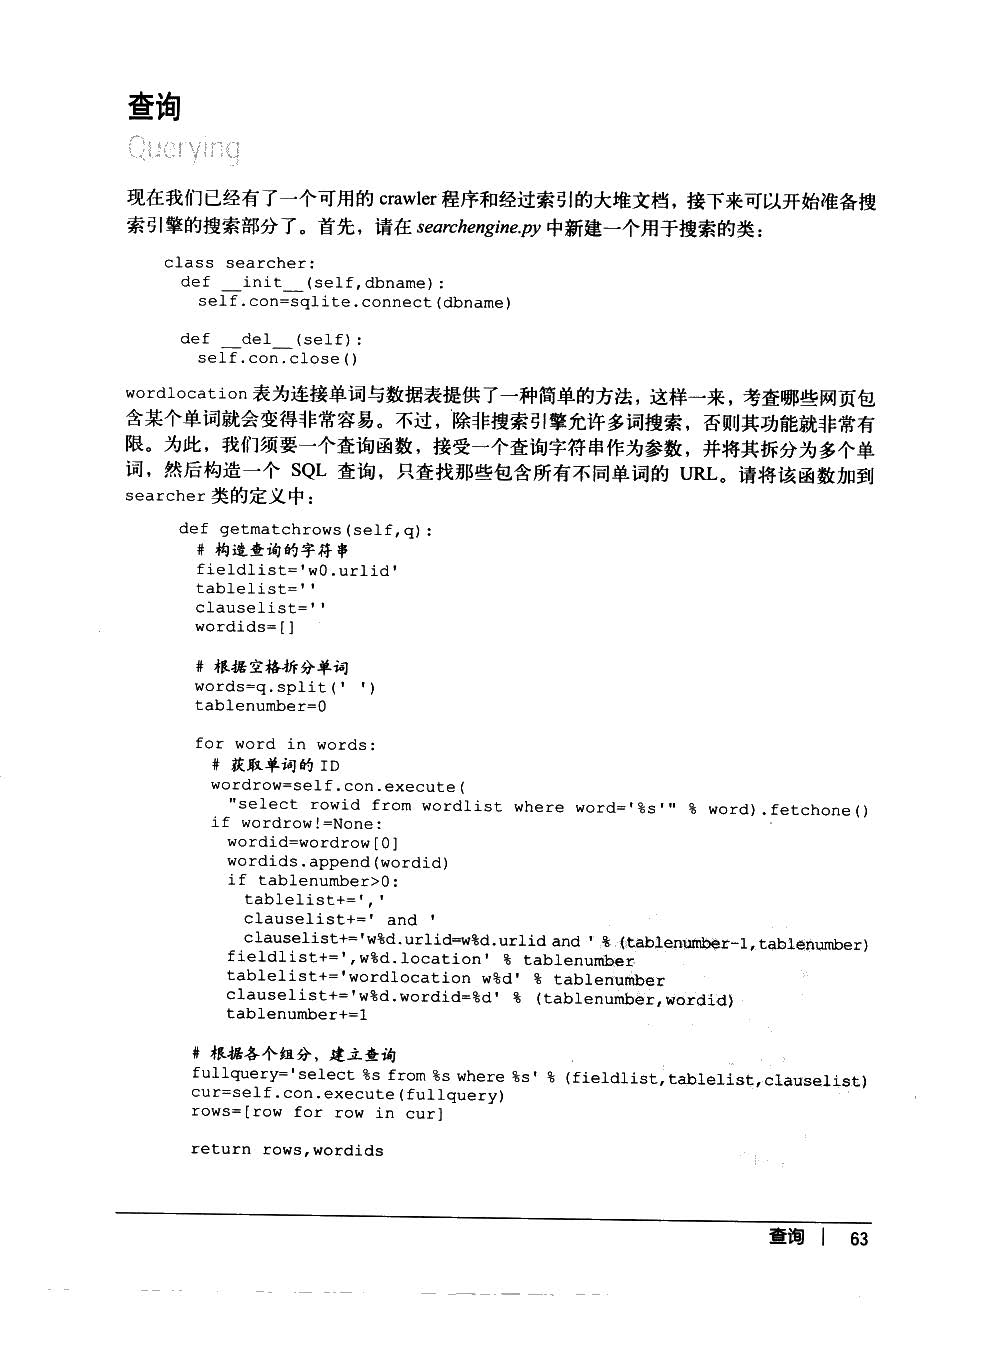 查询
Querying
现在我们已经有了一个可用的 crawler 程序和经过索引的大堆文档，接下来可以开始准备搜
索引擎的搜索部分了。首先，请在 searchengine.py 中新建一个用于搜索的类：
class searcher:
  def __init__(self,dbname):
    self.con=sqlite.connect(dbname)
  def __del__(self):
    self.con.close()
wordlocation 表为连接单词与数据表提供了一种简单的方法，这样一来，考查哪些网页包
含某个单词就会变得非常容易。不过，除非搜索引擎允许多词搜索，否则其功能就非常有
限。为此，我们须要一个查询函数，接受一个查询字符串作为参数，并将其拆分为多个单
词，然后构造一个 SQL 查询，只查找那些包含所有不同单词的 URL。请将该函数加到
searcher 类的定义中：
def getmatchrows(self,q):
  # 构造查询的字符串
  fieldlist='w0.urlid'
  tablelist=''
  clauselist=''
  wordids=[]
  # 根据空格拆分单词
  words=q.split(' ')
  tablenumber=0
  for word in words:
    # 获取单词的 ID
    wordrow=self.con.execute(
      "select rowid from wordlist where word='%s'" % word).fetchone()
    if wordrow!=None:
      wordid=wordrow[0]
      wordids.append(wordid)
      if tablenumber>0:
        tablelist+=','
        clauselist+=' and '
        clauselist+='w%d.urlid=w%d.urlid and ' % (tablenumber-1,tablenumber)
      fieldlist+=',w%d.location' % tablenumber
      tablelist+='wordlocation w%d' % tablenumber
      clauselist+='w%d.wordid=%d' % (tablenumber,wordid)
      tablenumber+=1
  # 根据各个组分，建立查询
  fullquery='select %s from %s where %s' % (fieldlist,tablelist,clauselist)
  cur=self.con.execute(fullquery)
  rows=[row for row in cur]
  return rows,wordids
查询 | 63